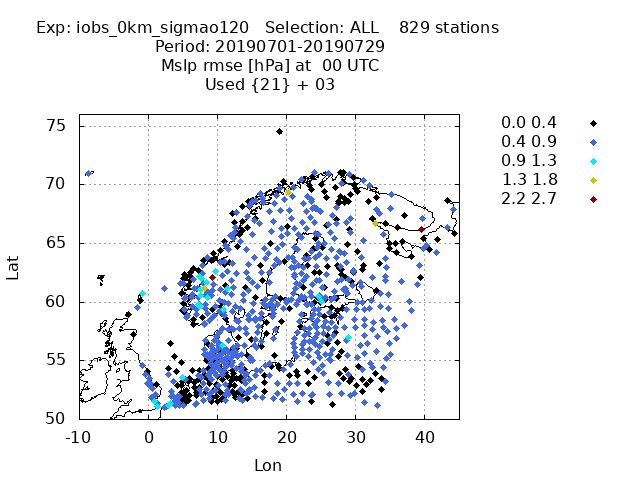 Exp: iobs_0km_sigmao120   Selection: ALL    829 stations
Period: 20190701-20190729
Mslp rmse [hPa] at  00 UTC
Used {21} + 03
0.0 0.4
0.4 0.9
0.9 1.3
1.3 1.8
2.2 2.7
75
70
65
60
55
50
Lat
-10 0 10 20 30 40
Lon